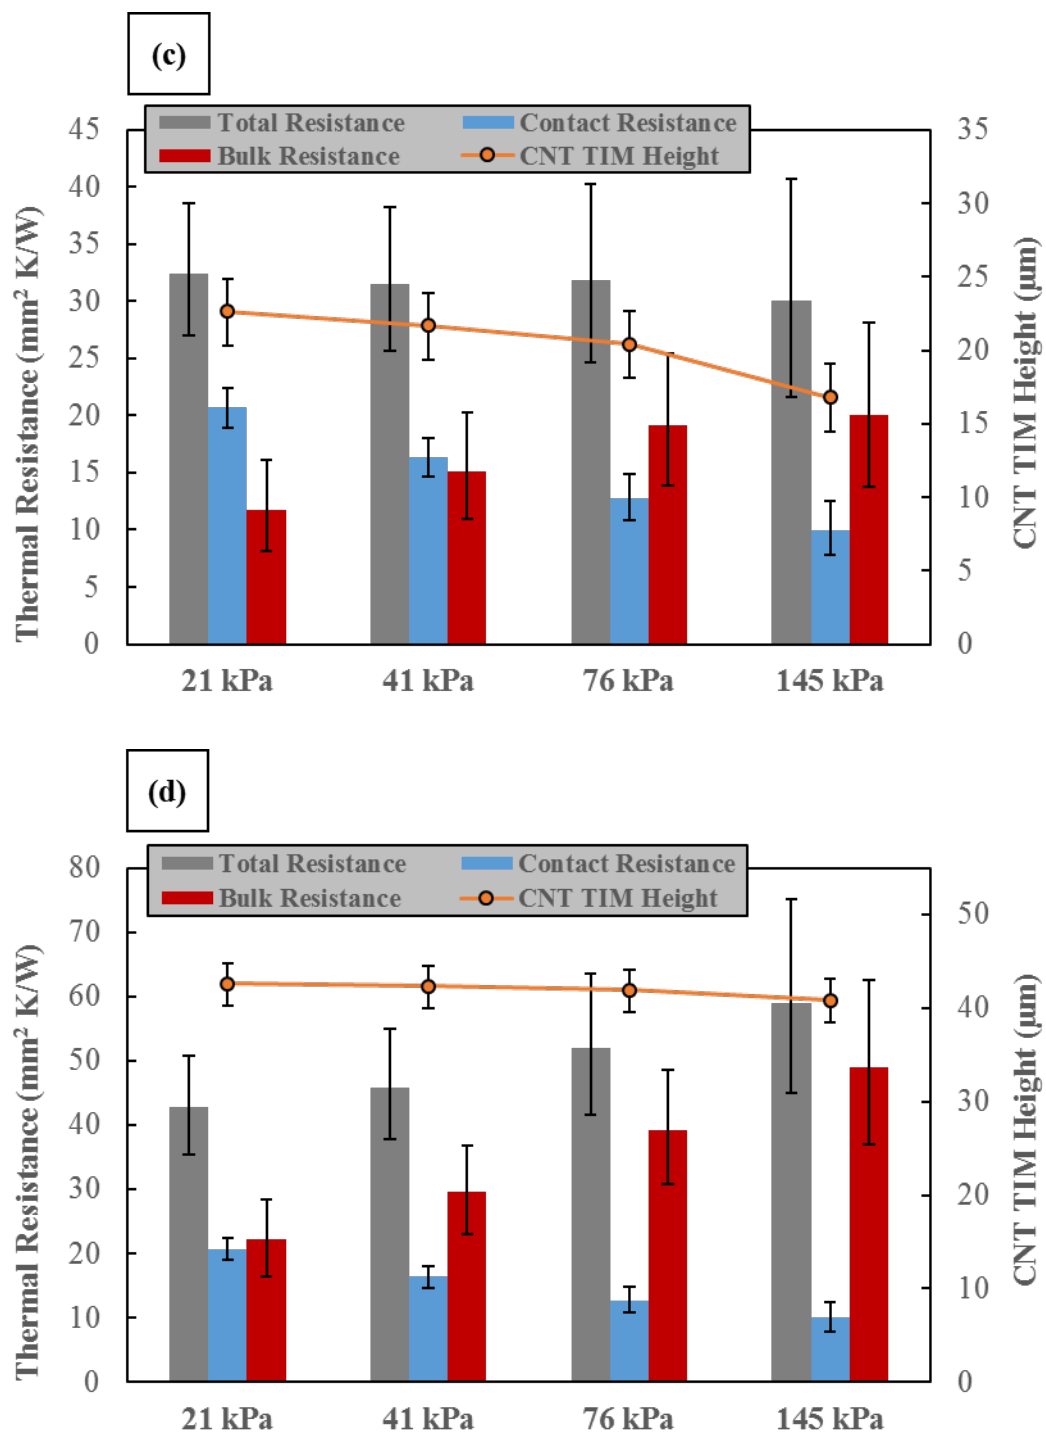 (c)
Total Resistance Contact Resistance
Bulk Resistance CNT TIM Height
45 35
40 30
35 25
30 20
25 15
20 10
15 5
10 0
5
0
Thermal Resistance (mm² K/W)
CNT TIM Height (µm)
21 kPa 41 kPa 76 kPa 145 kPa
(d)
Total Resistance Contact Resistance
Bulk Resistance CNT TIM Height
80 50
70 40
60 30
50 20
40 10
30 0
20
10
0
Thermal Resistance (mm² K/W)
CNT TIM Height (µm)
21 kPa 41 kPa 76 kPa 145 kPa